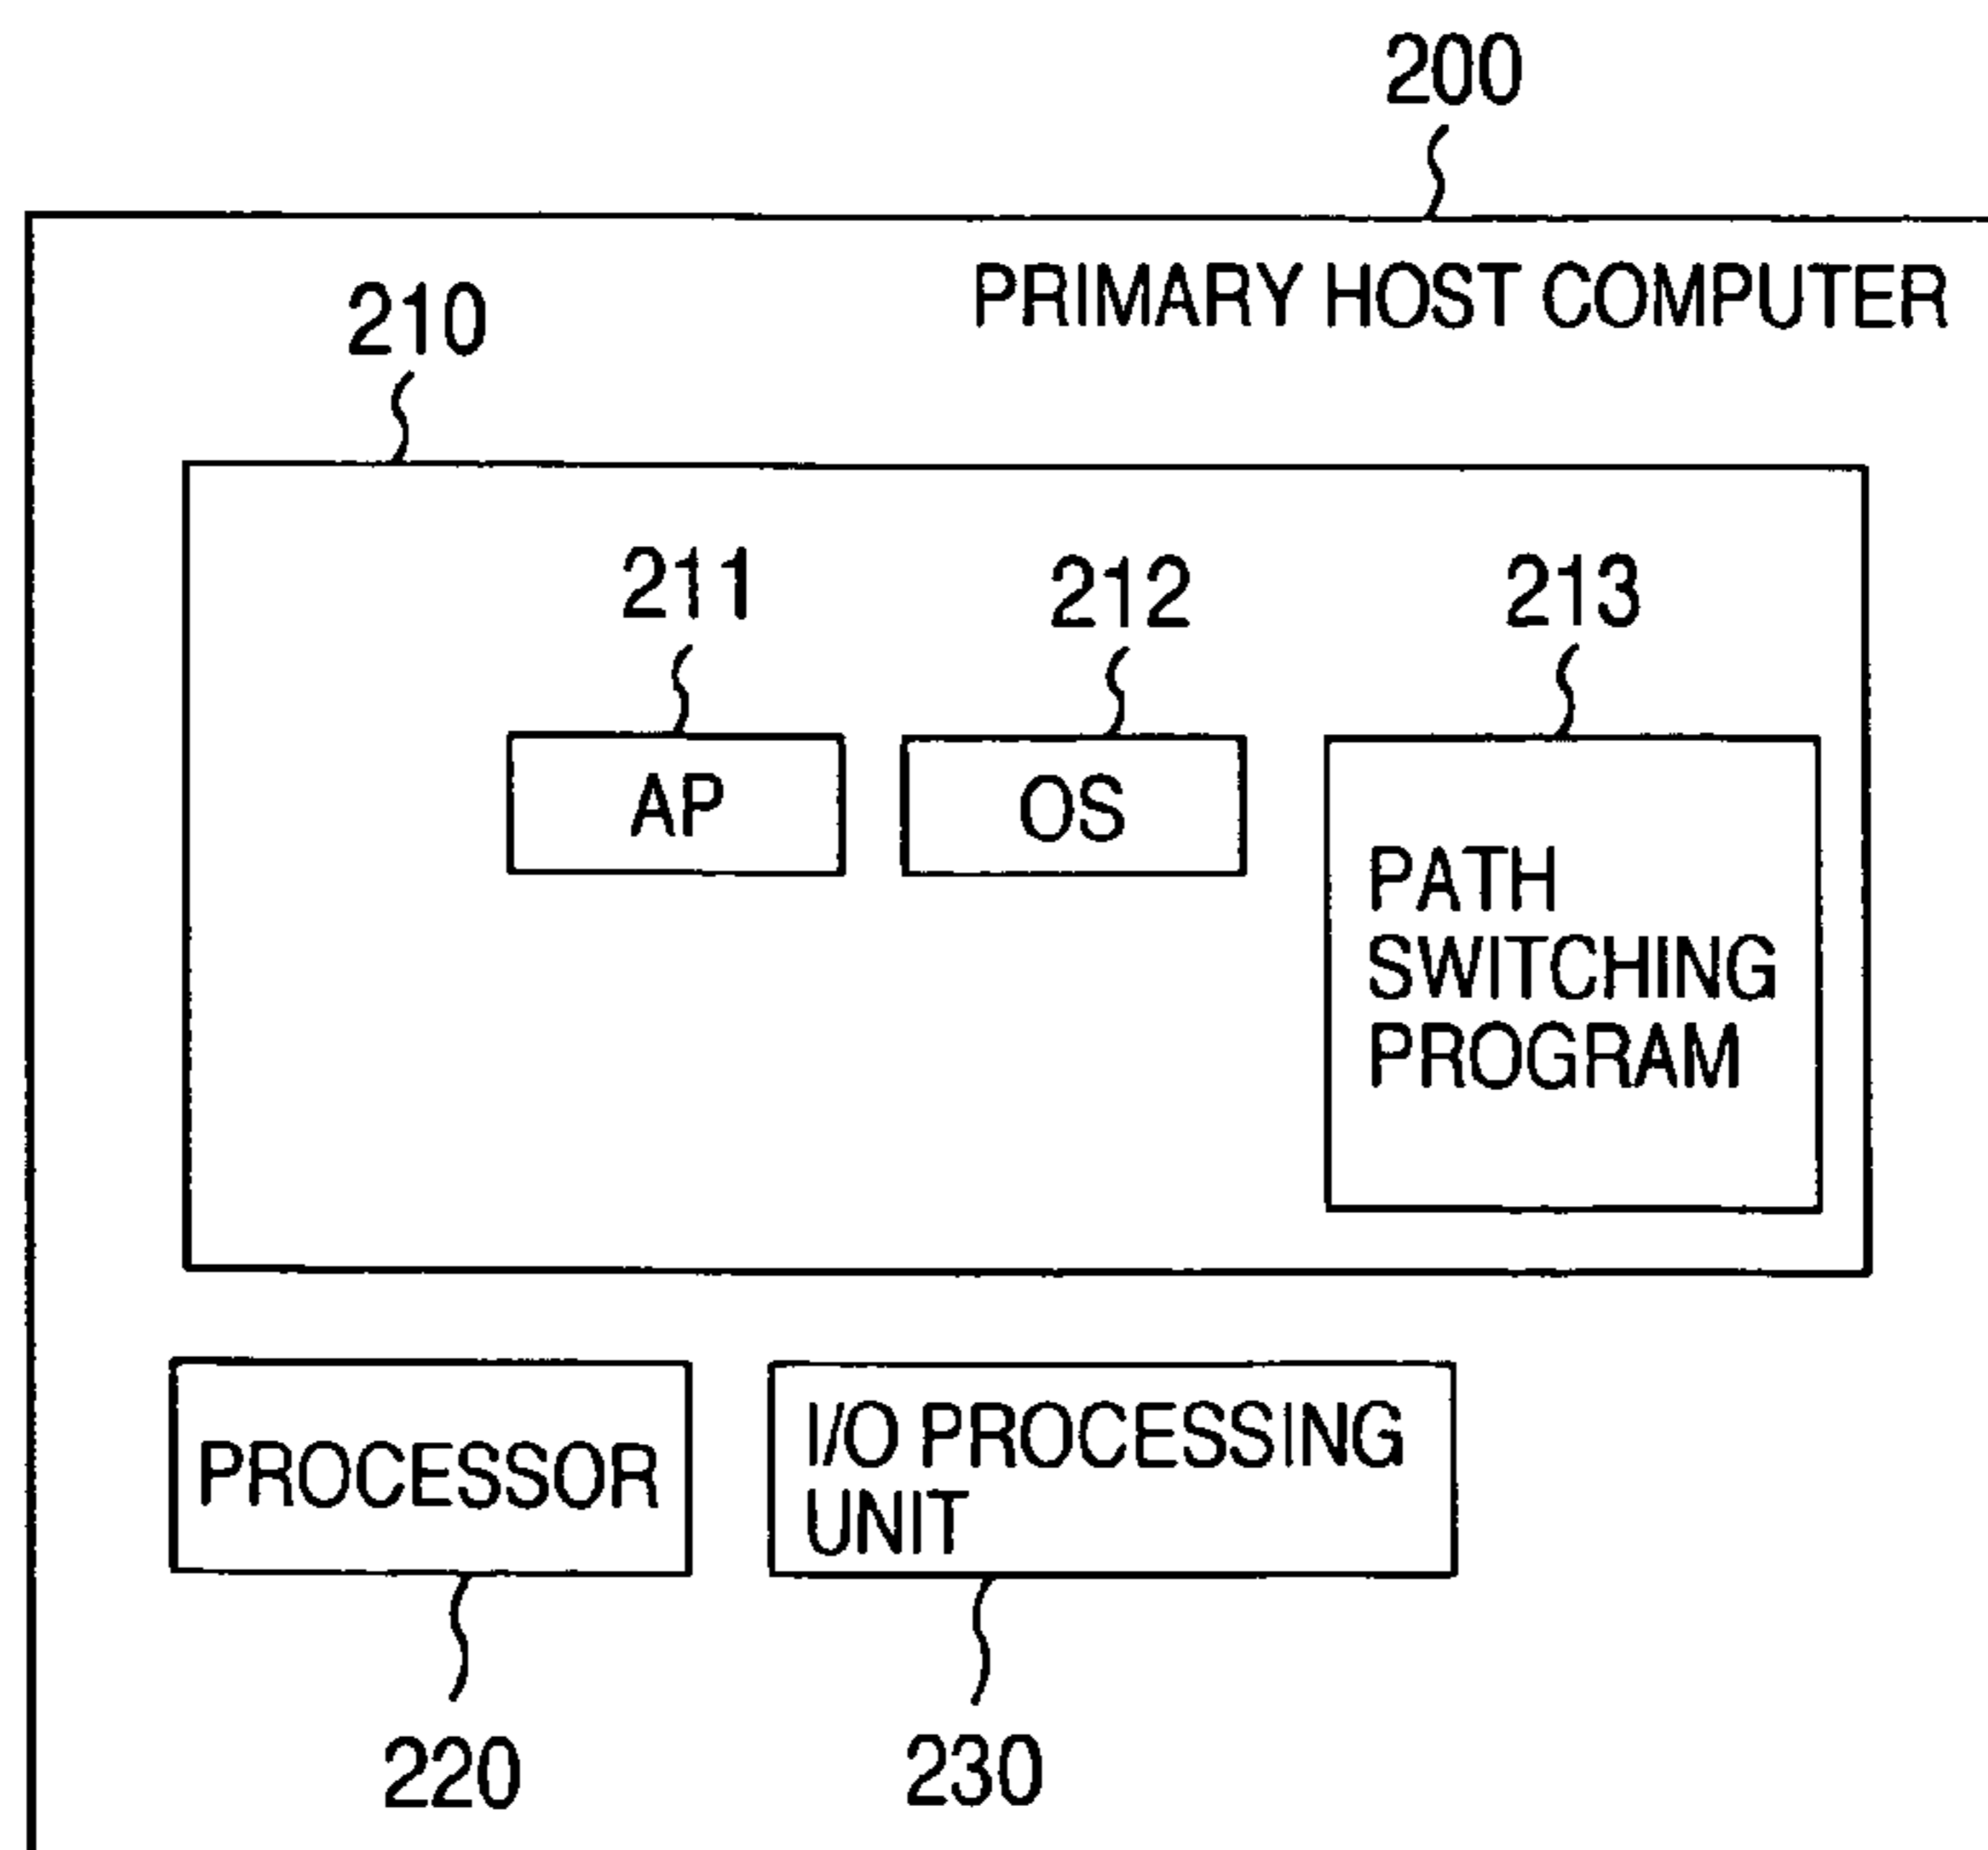 200
PRIMARY HOST COMPUTER
210
211
212
213
AP
OS
PATH
SWITCHING
PROGRAM
PROCESSOR
I/O PROCESSING
UNIT
220
230